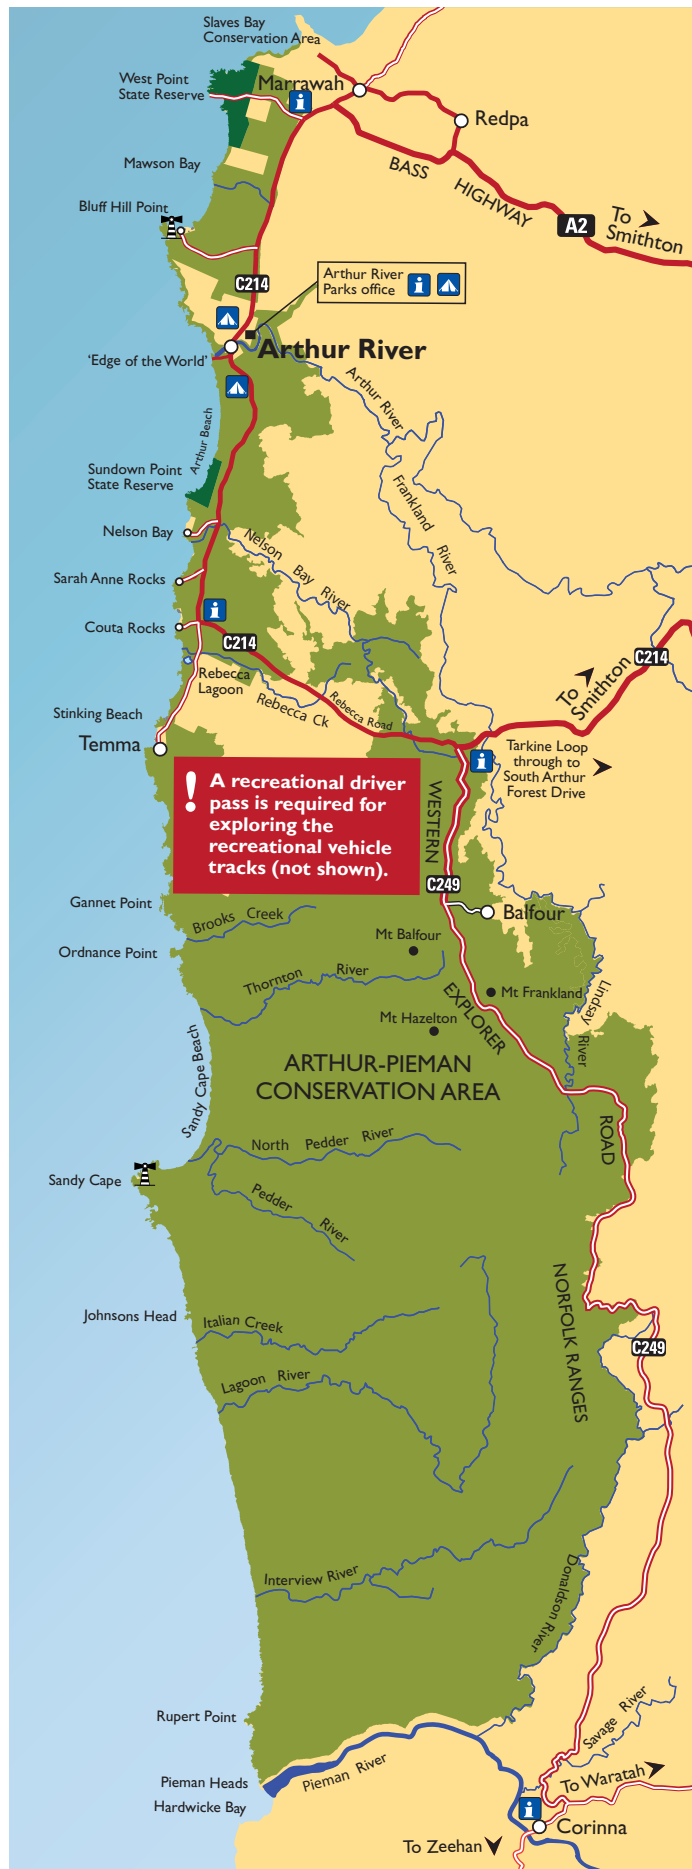 Slaves Bay
Conservation Area
West Point
State Reserve
Marrawah
i
Redpa
BASS
HIGHWAY
A2
To
Smithton
Mawson Bay
Bluff Hill Point
C214
Arthur River
Parks office
i
Arthur River
'Edge of the World'
Arthur River
Arthur Beach
Sundown Point
State Reserve
Frankland River
Nelson Bay
Nelson Bay River
Sarah Anne Rocks
i
Couta Rocks
C214
C214
To
Smithton
Rebecca
Lagoon
Rebecca Ck
Rebecca Road
Stinking Beach
Temma
i
Tarkine Loop
through to
South Arthur
Forest Drive
! A recreational driver
pass is required for
exploring the
recreational vehicle
tracks (not shown).
WESTERN
C249
Balfour
Gannet Point
Brooks Creek
Mt Balfour
Ordnance Point
Thornton River
Mt Frankland
EXPLORER
Lindsay River
Mt Hazelton
Sandy Cape Beach
ARTHUR-PIEMAN
CONSERVATION AREA
ROAD
North Pedder River
Sandy Cape
Pedder River
NORFOLK RANGES
Johnsons Head
Italian Creek
C249
Lagoon River
Interview River
Donaldson River
Rupert Point
Savage River
Pieman Heads
Pieman River
Hardwicke Bay
To Waratah
i
Corinna
To Zeehan